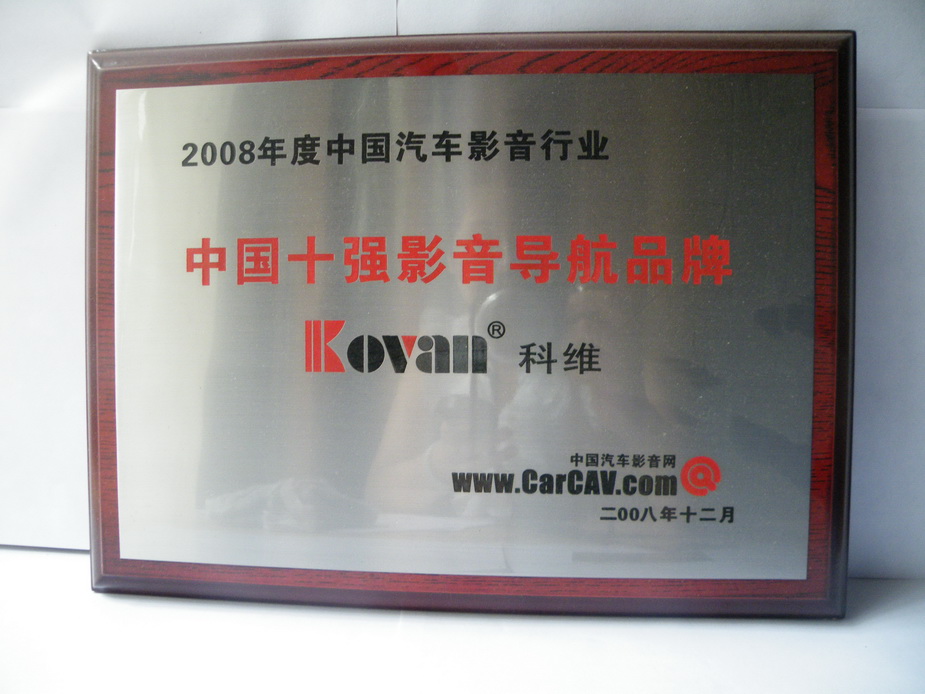 2008年度中国汽车影音行业
中国十强影音导航品牌
Kovan® 科维
中国汽车影音网
www.CarCAV.com
二00八年十二月